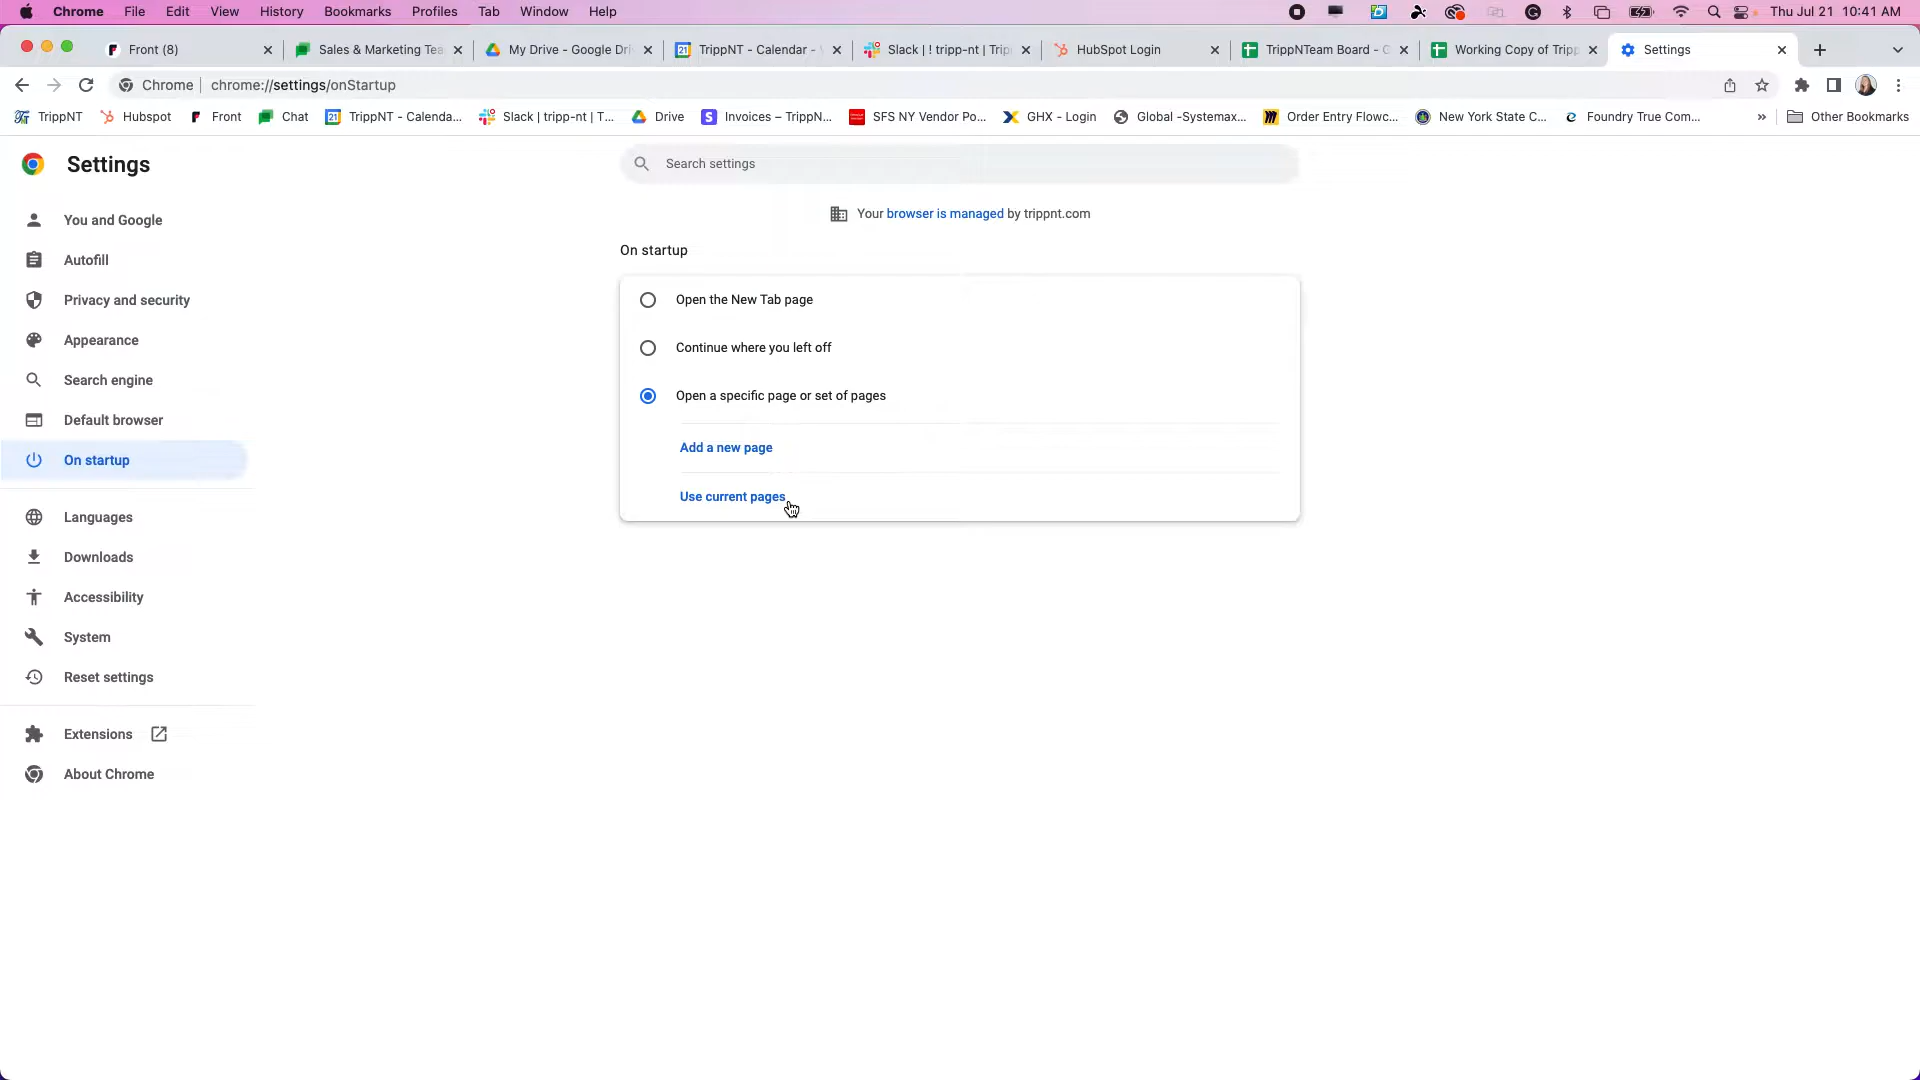 Chrome File Edit View History Bookmarks Profiles Tab Window Help Thu Jul 21 10:41 AM
Front (8) Sales & Marketing Tea My Drive - Google Dri TrippNT - Calendar - Slack | ! tripp-nt | Trip HubSpot Login TrippNTeam Board - Working Copy of Tripp Settings
Chrome chrome://settings/onStartup
TrippNT Hubspot Front Chat TrippNT - Calenda... Slack | tripp-nt | T... Drive Invoices – TrippN... SFS NY Vendor Po... GHX - Login Global -Systemax... Order Entry Flowc... New York State C... Foundry True Com... » Other Bookmarks
Settings
Search settings
You and Google
Autofill
Privacy and security
Appearance
Search engine
Default browser
On startup
Languages
Downloads
Accessibility
System
Reset settings
Extensions
About Chrome
Your browser is managed by trippnt.com
On startup
Open the New Tab page
Continue where you left off
Open a specific page or set of pages
Add a new page
Use current pages